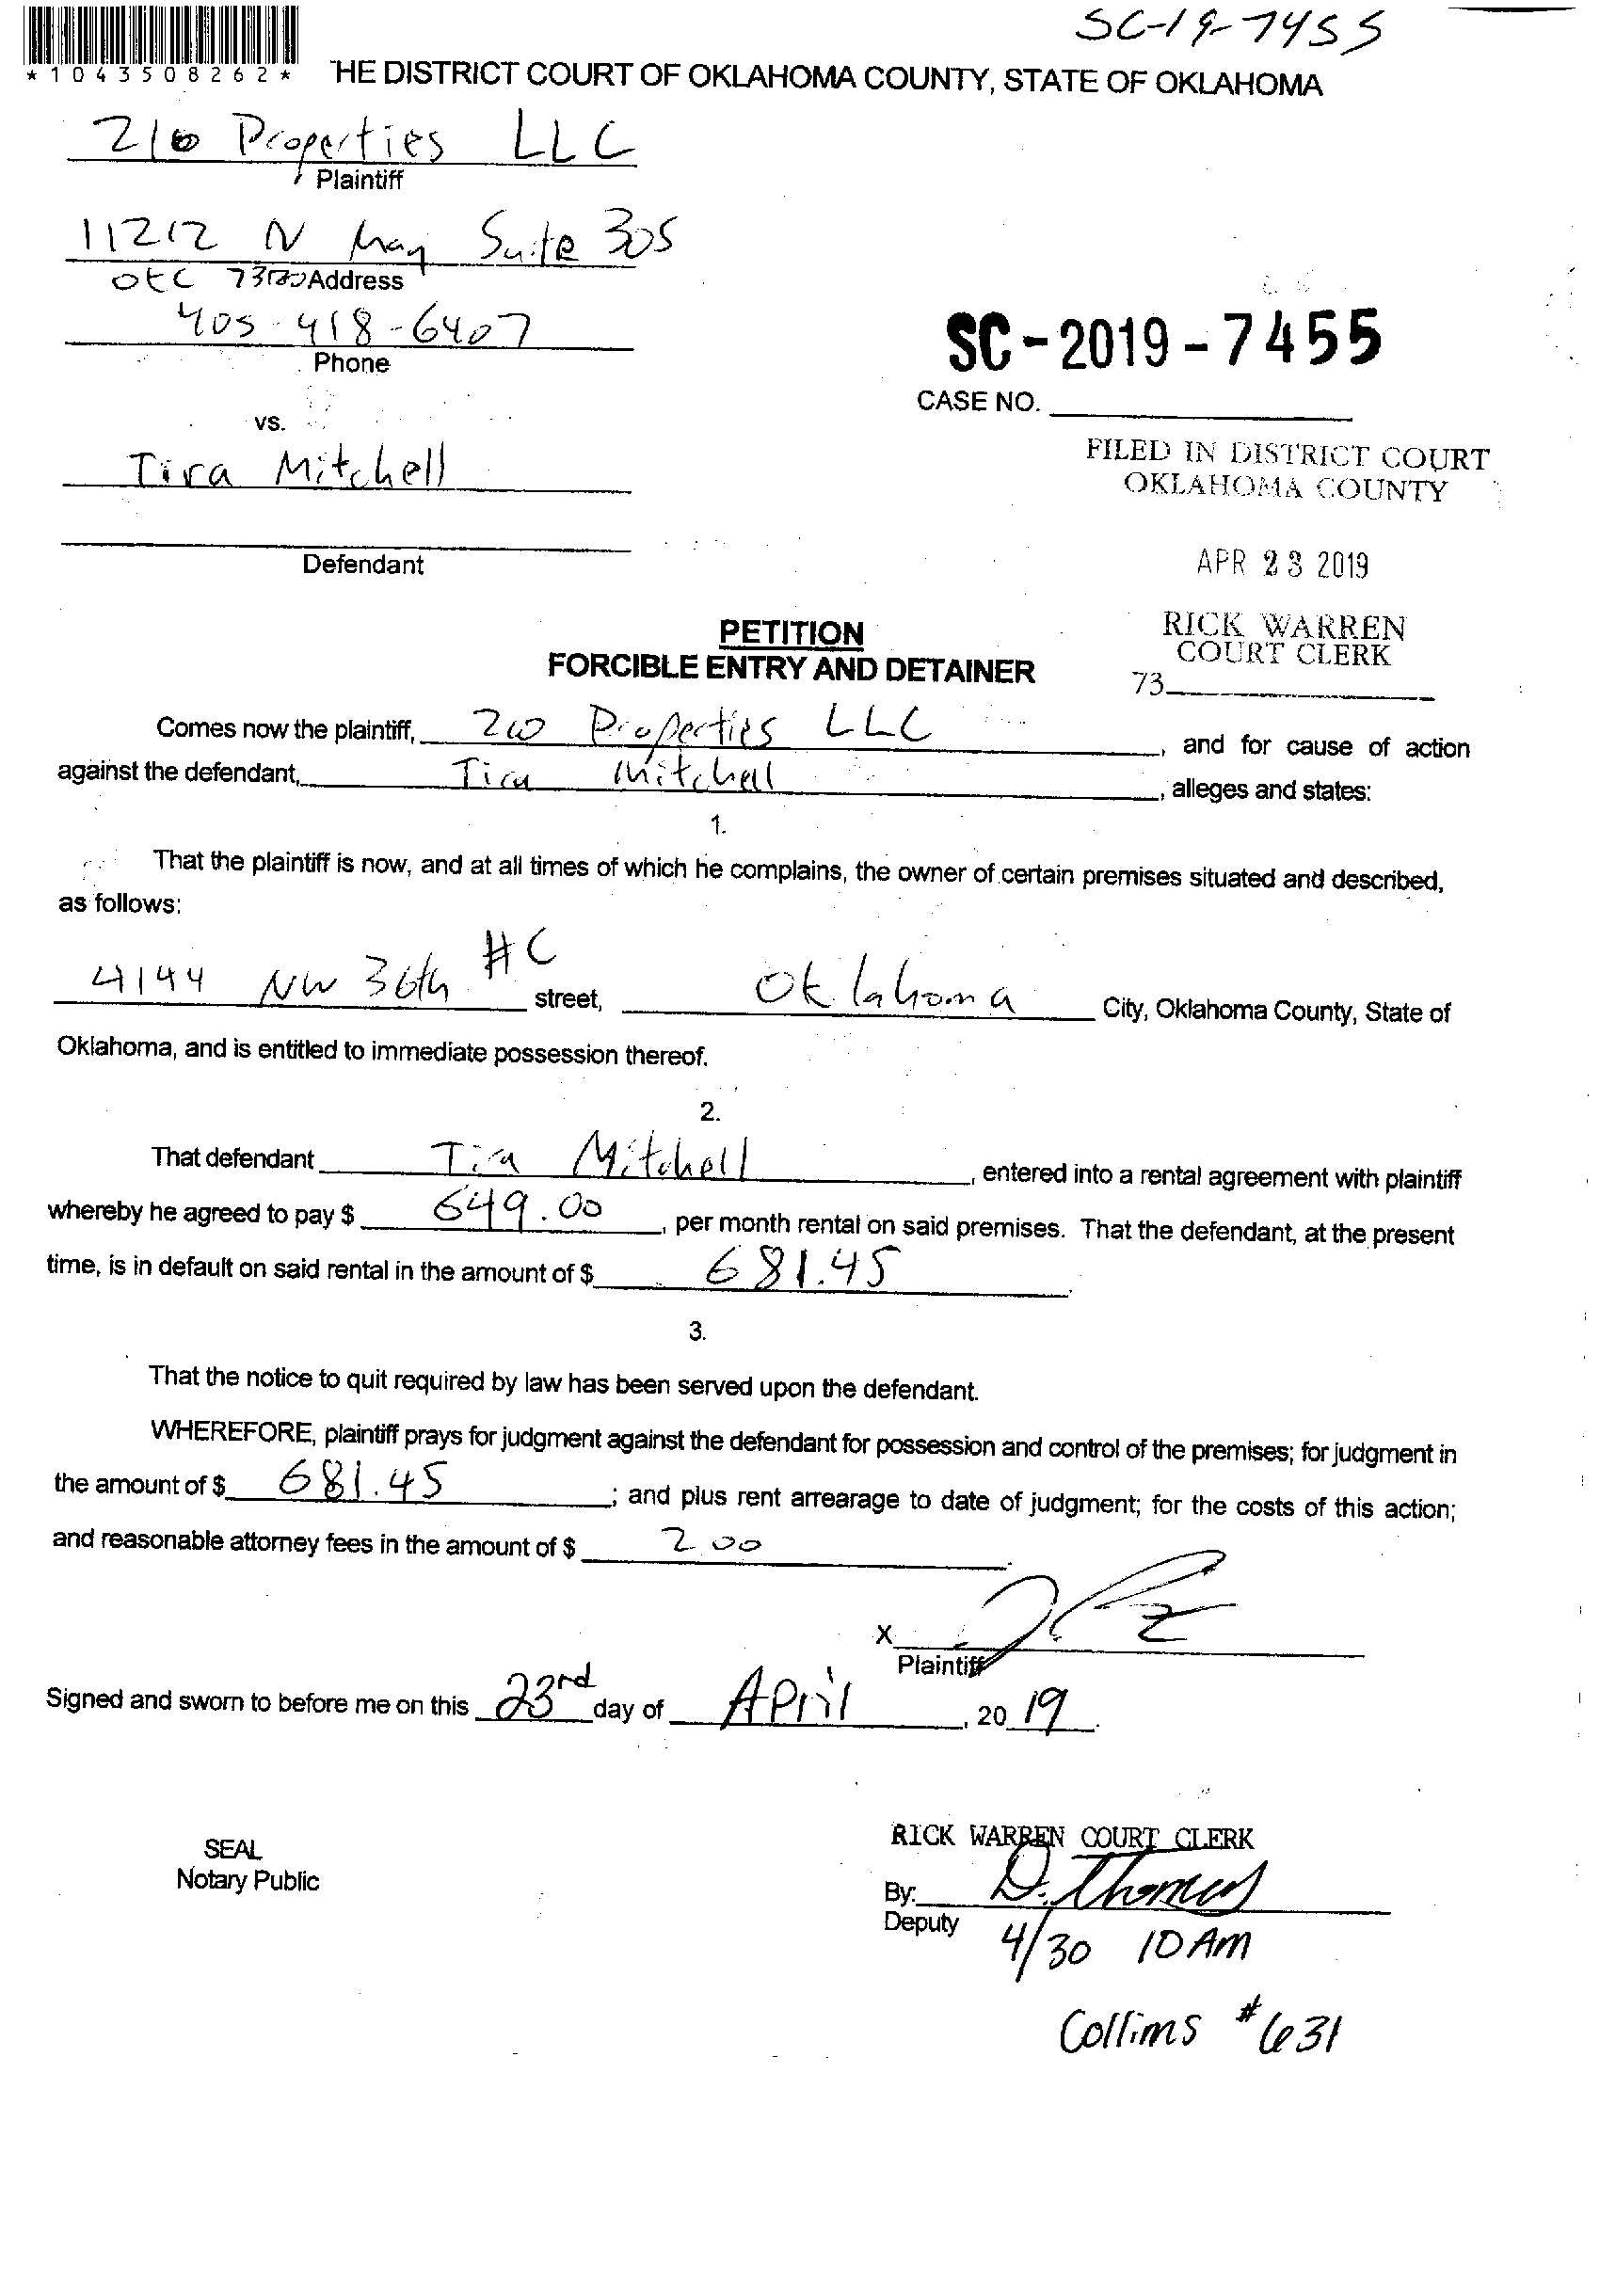 SC-19-7455
*1043508262*
HE DISTRICT COURT OF OKLAHOMA COUNTY, STATE OF OKLAHOMA
Properties LLC
Plaintiff
11212 N May Suite 305
OKC Address
405-418-6407
Phone
SC-2019-7455
CASE NO.
vs.
Tira Mitchell
FILED IN DISTRICT COURT
OKLAHOMA COUNTY
Defendant
APR 23 2019
PETITION
FORCIBLE ENTRY AND DETAINER
RICK WARREN
COURT CLERK
73
Comes now the plaintiff, Properties LLC, and for cause of action
against the defendant, Tira Mitchell, alleges and states:
1.
That the plaintiff is now, and at all times of which he complains, the owner of certain premises situated and described,
as follows:
4144 NW 36th #C street, Oklahoma City, Oklahoma County, State of
Oklahoma, and is entitled to immediate possession thereof.
2.
That defendant Tira Mitchell, entered into a rental agreement with plaintiff
whereby he agreed to pay $ 649.00, per month rental on said premises. That the defendant, at the present
time, is in default on said rental in the amount of $ 681.45.
3.
That the notice to quit required by law has been served upon the defendant.
WHEREFORE, plaintiff prays for judgment against the defendant for possession and control of the premises; for judgment in
the amount of $ 681.45; and plus rent arrearage to date of judgment; for the costs of this action;
and reasonable attorney fees in the amount of $ 200.
X
Plaintiff
Signed and sworn to before me on this 23rd day of April, 2019.
SEAL
Notary Public
RICK WARREN COURT CLERK
By: D. Thomas
Deputy
4/30 10 AM
Collins #631